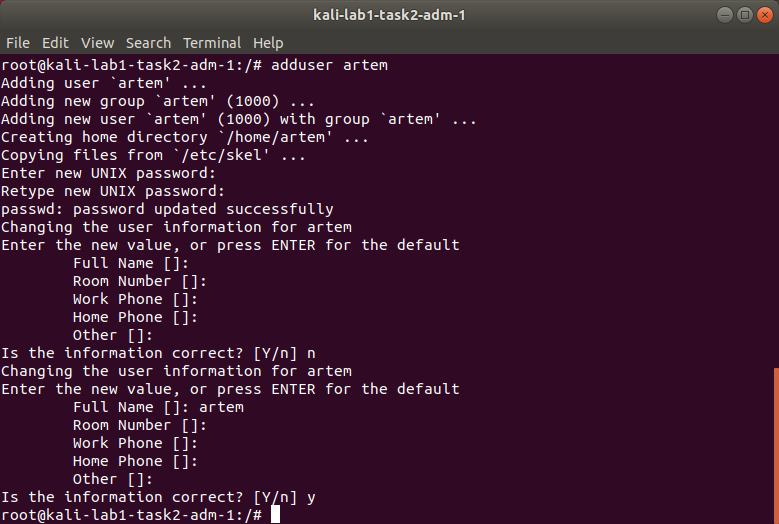 kali-lab1-task2-adm-1
File Edit View Search Terminal Help
root@kali-lab1-task2-adm-1:/# adduser artem
Adding user `artem' ...
Adding new group `artem' (1000) ...
Adding new user `artem' (1000) with group `artem' ...
Creating home directory `/home/artem' ...
Copying files from `/etc/skel' ...
Enter new UNIX password:
Retype new UNIX password:
passwd: password updated successfully
Changing the user information for artem
Enter the new value, or press ENTER for the default
        Full Name []:
        Room Number []:
        Work Phone []:
        Home Phone []:
        Other []:
Is the information correct? [Y/n] n
Changing the user information for artem
Enter the new value, or press ENTER for the default
        Full Name []: artem
        Room Number []:
        Work Phone []:
        Home Phone []:
        Other []:
Is the information correct? [Y/n] y
root@kali-lab1-task2-adm-1:/#